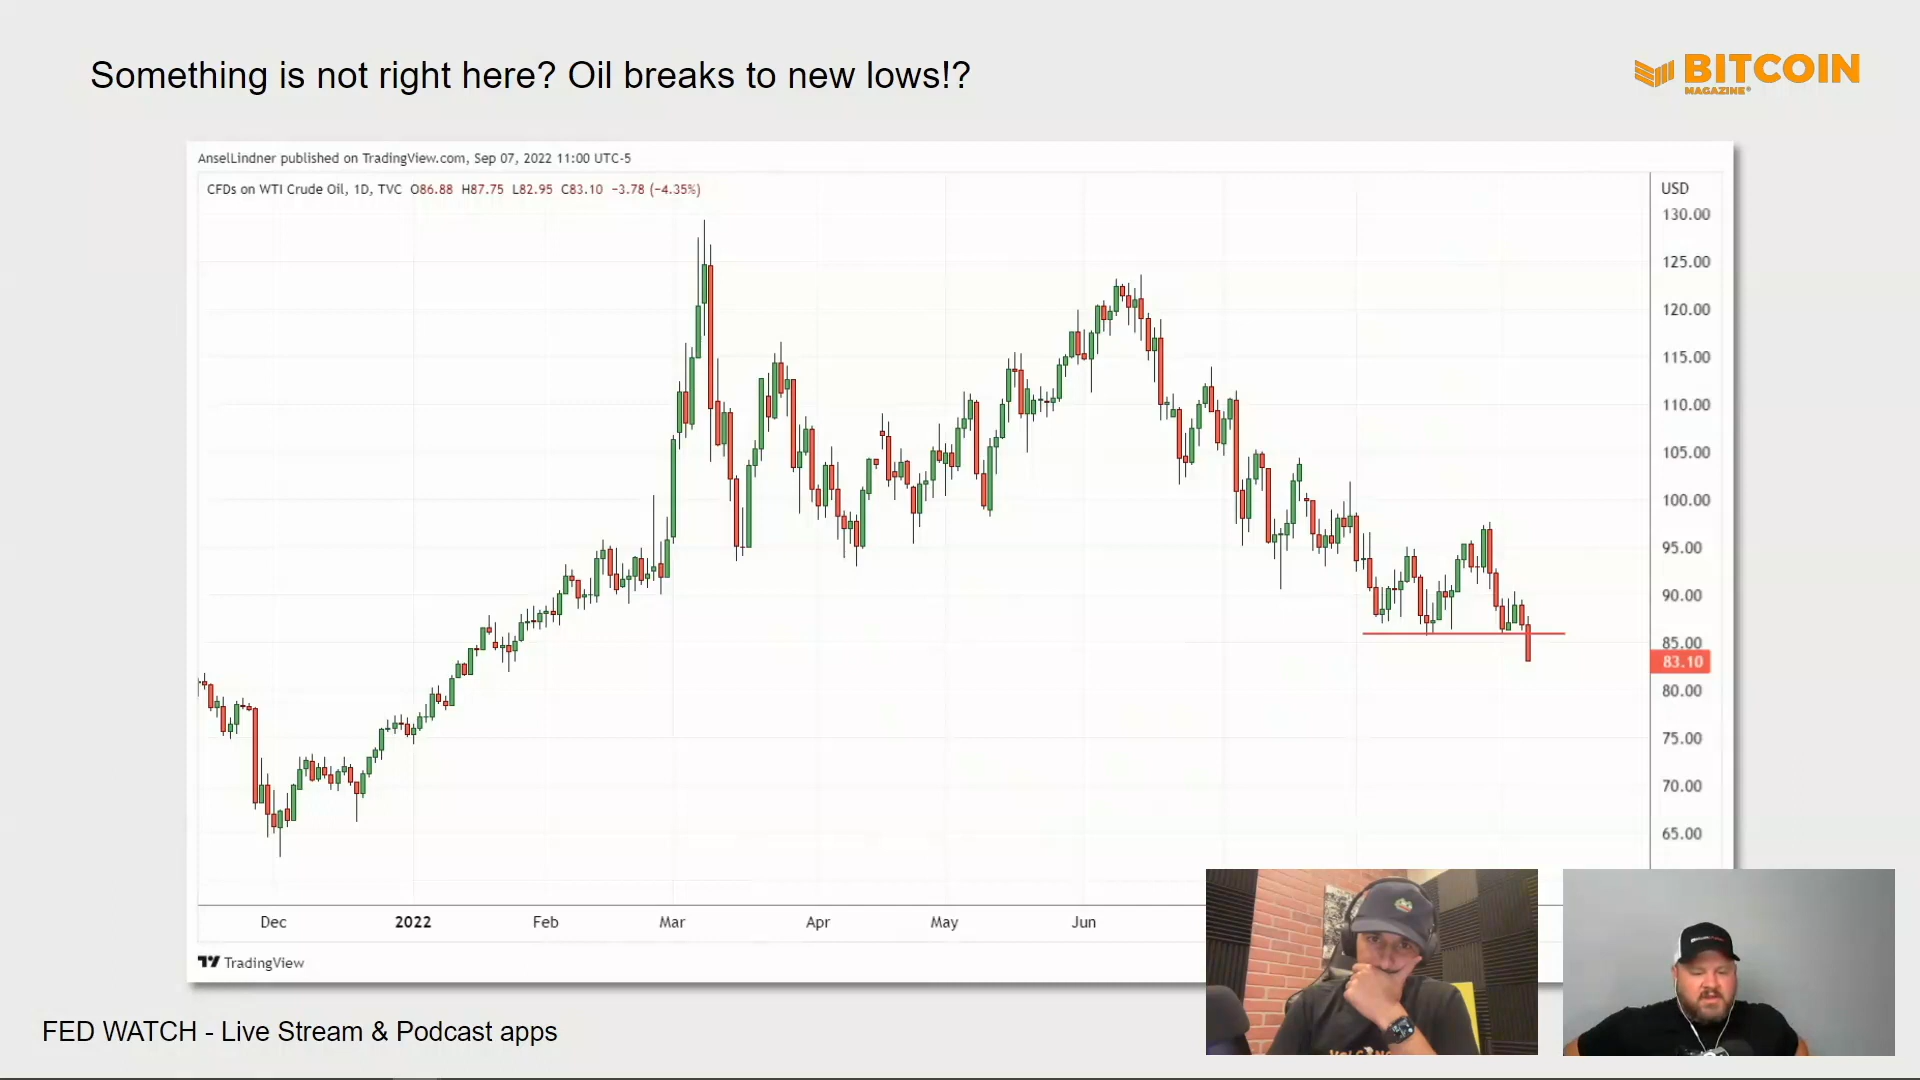 Something is not right here? Oil breaks to new lows!?
BITCOIN
MAGAZINE®
AnselLindner published on TradingView.com, Sep 07, 2022 11:00 UTC-5
CFDs on WTI Crude Oil, 1D, TVC O86.88 H87.75 L82.95 C83.10 −3.78 (−4.35%)
USD
130.00
125.00
120.00
115.00
110.00
105.00
100.00
95.00
90.00
85.00
83.10
80.00
75.00
70.00
65.00
Dec 2022 Feb Mar Apr May Jun
TradingView
FED WATCH - Live Stream & Podcast apps